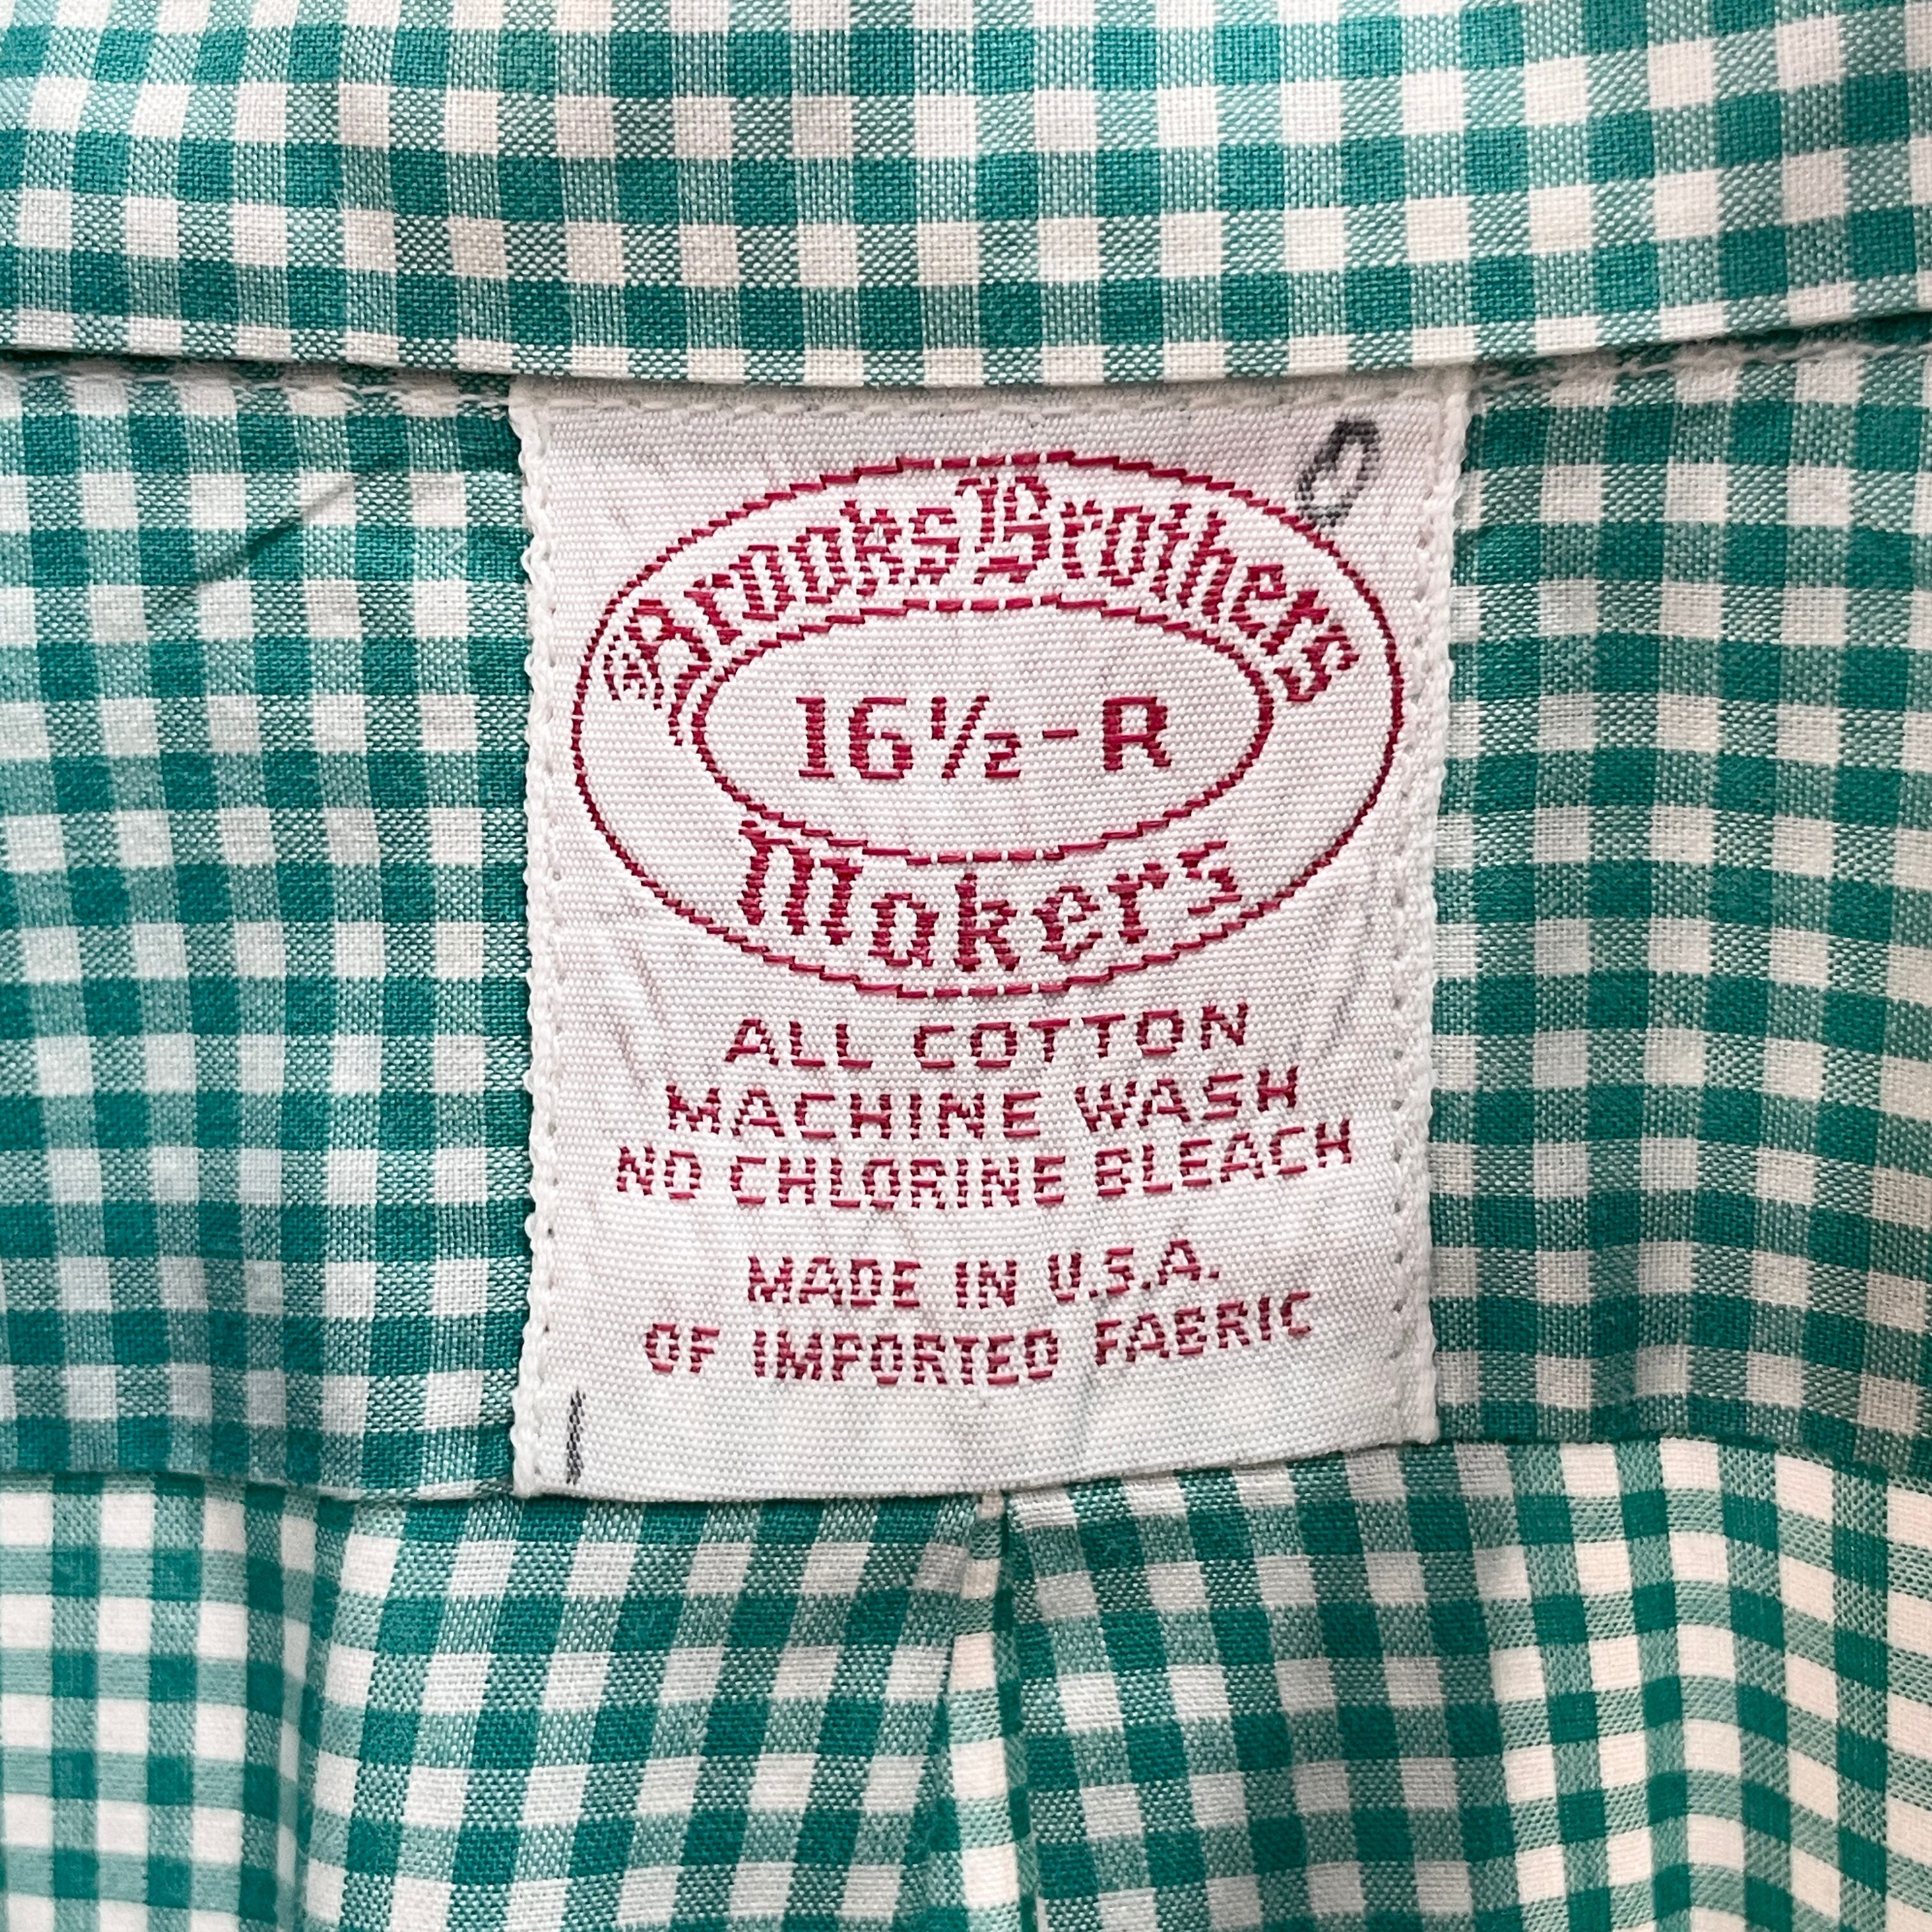 ® Brooks Brothers
16½-R
Makers
ALL COTTON
MACHINE WASH
NO CHLORINE BLEACH
MADE IN U.S.A.
OF IMPORTED FABRIC